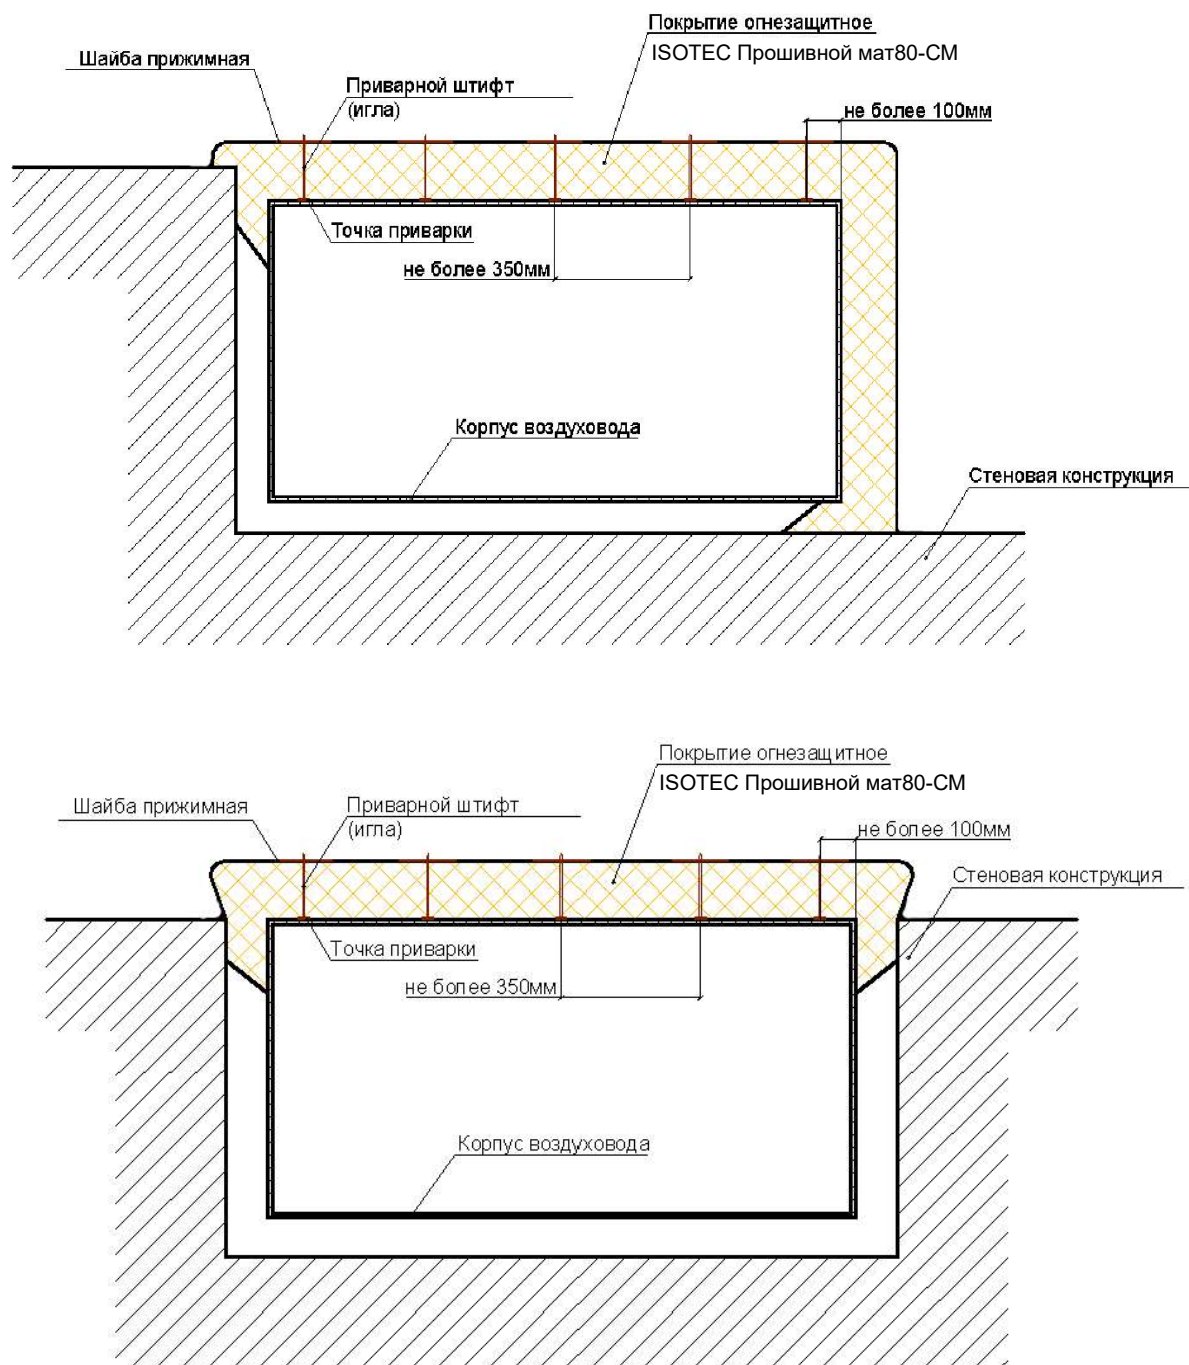 Покрытие огнезащитное
ISOTEC Прошивной мат80-СМ
Шайба прижимная
Приварной штифт
(игла)
не более 100мм
Точка приварки
не более 350мм
Корпус воздуховода
Стеновая конструкция
Покрытие огнезащитное
ISOTEC Прошивной мат80-СМ
Шайба прижимная
Приварной штифт
(игла)
не более 100мм
Стеновая конструкция
Точка приварки
не более 350мм
Корпус воздуховода